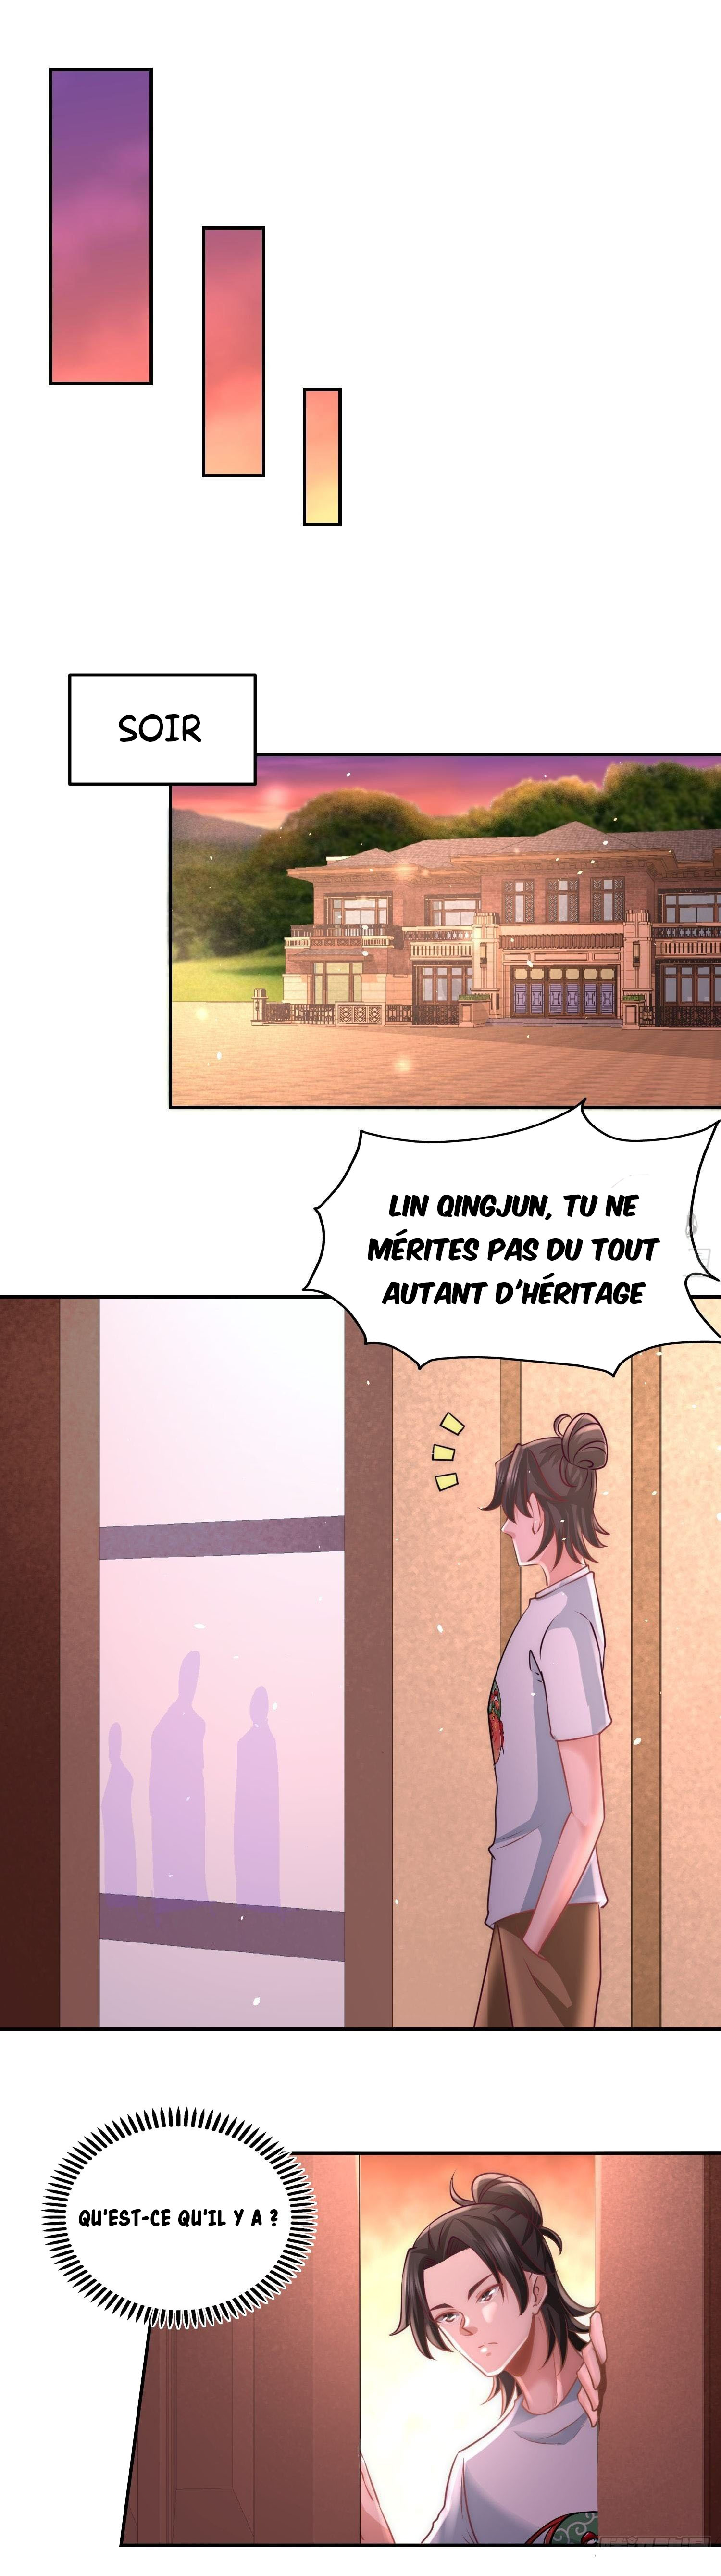 SOIR
LIN QINGJUN, TU NE
MÉRITES PAS DU TOUT
AUTANT D'HÉRITAGE
QU'EST-CE QU'IL Y A ?